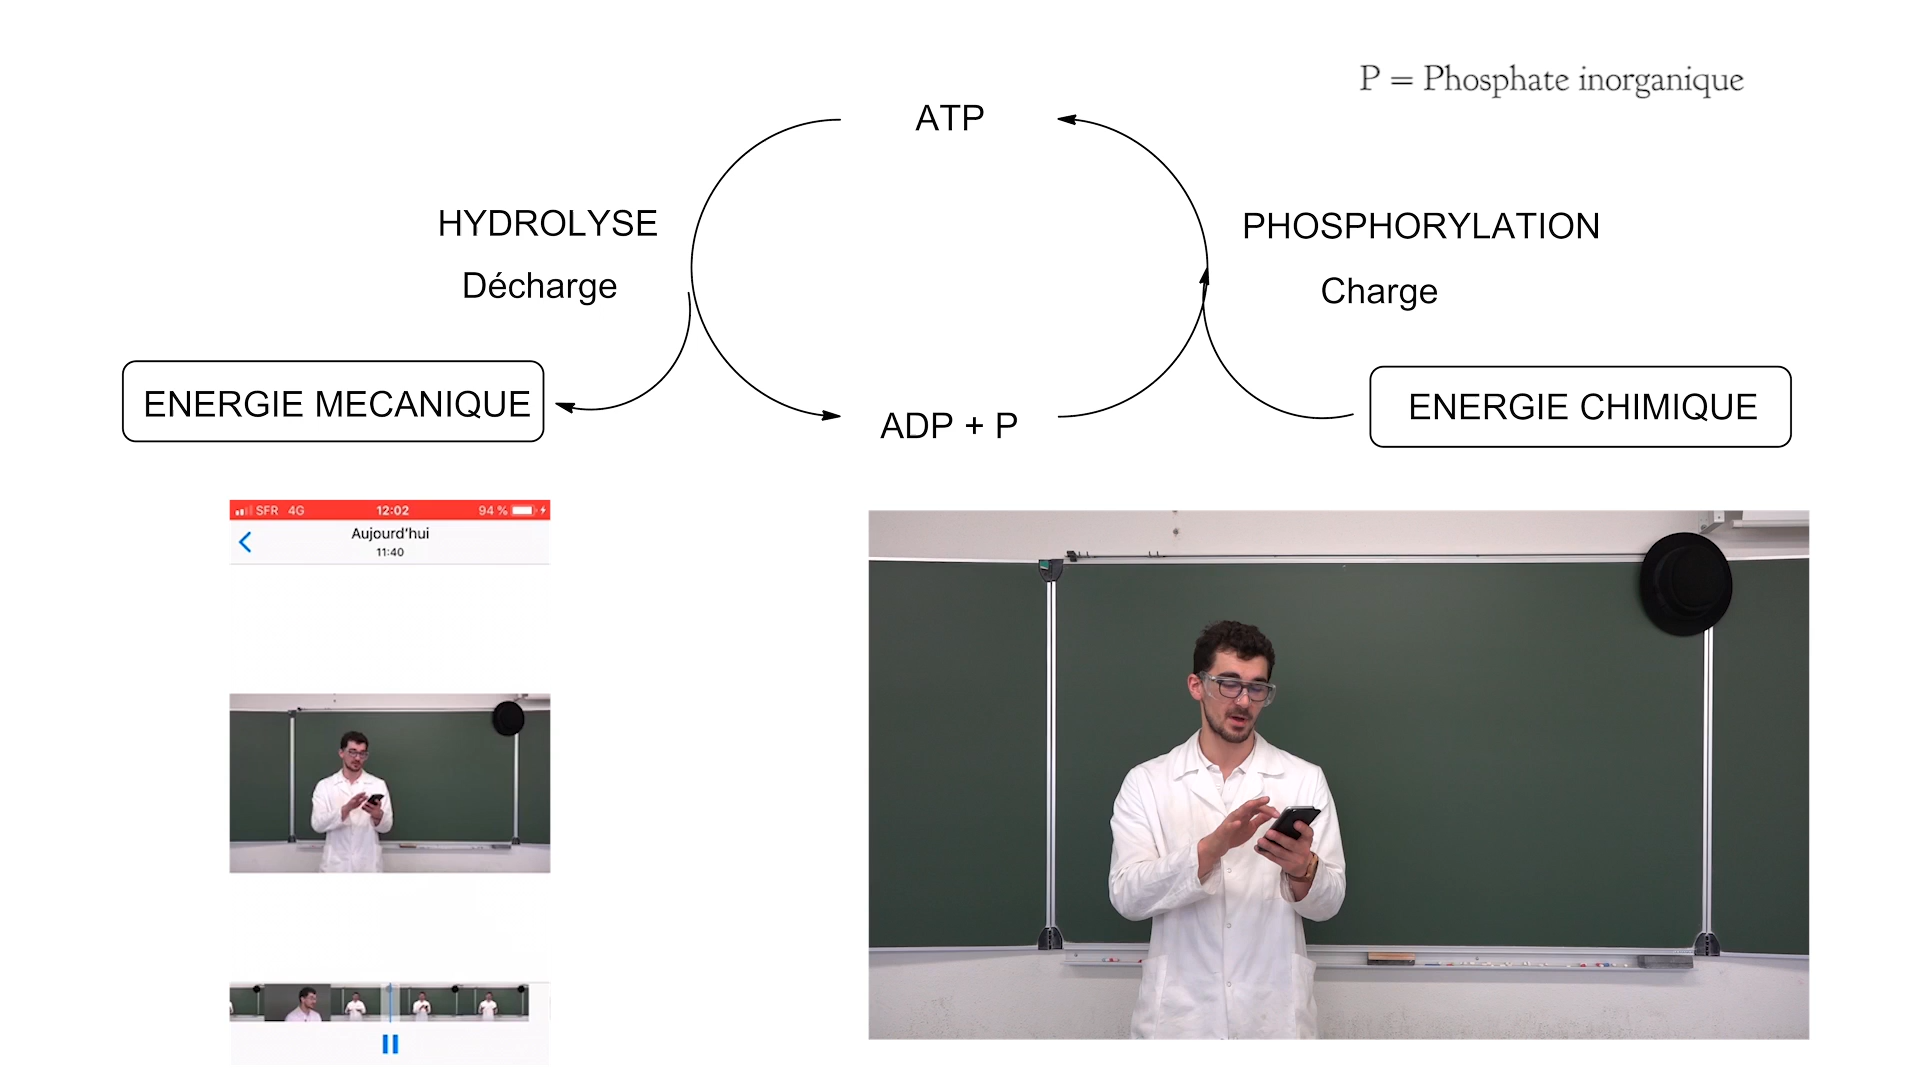 P = Phosphate inorganique
ATP
HYDROLYSE
Décharge
PHOSPHORYLATION
Charge
ENERGIE MECANIQUE
ADP + P
ENERGIE CHIMIQUE
SFR 4G 12:02 94 %
Aujourd'hui
11:40